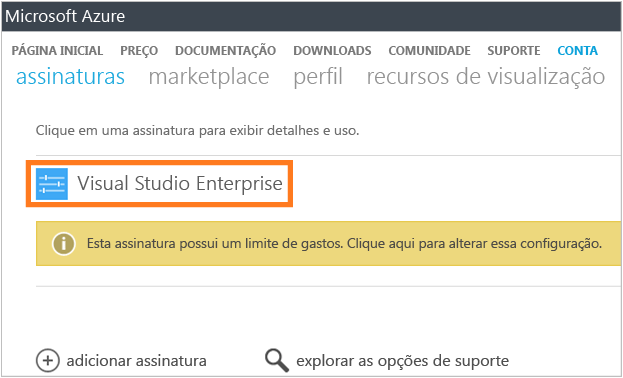 Microsoft Azure
PÁGINA INICIAL PREÇO DOCUMENTAÇÃO DOWNLOADS COMUNIDADE SUPORTE CONTA
assinaturas marketplace perfil recursos de visualização
Clique em uma assinatura para exibir detalhes e uso.
Visual Studio Enterprise
Esta assinatura possui um limite de gastos. Clique aqui para alterar essa configuração.
adicionar assinatura explorar as opções de suporte